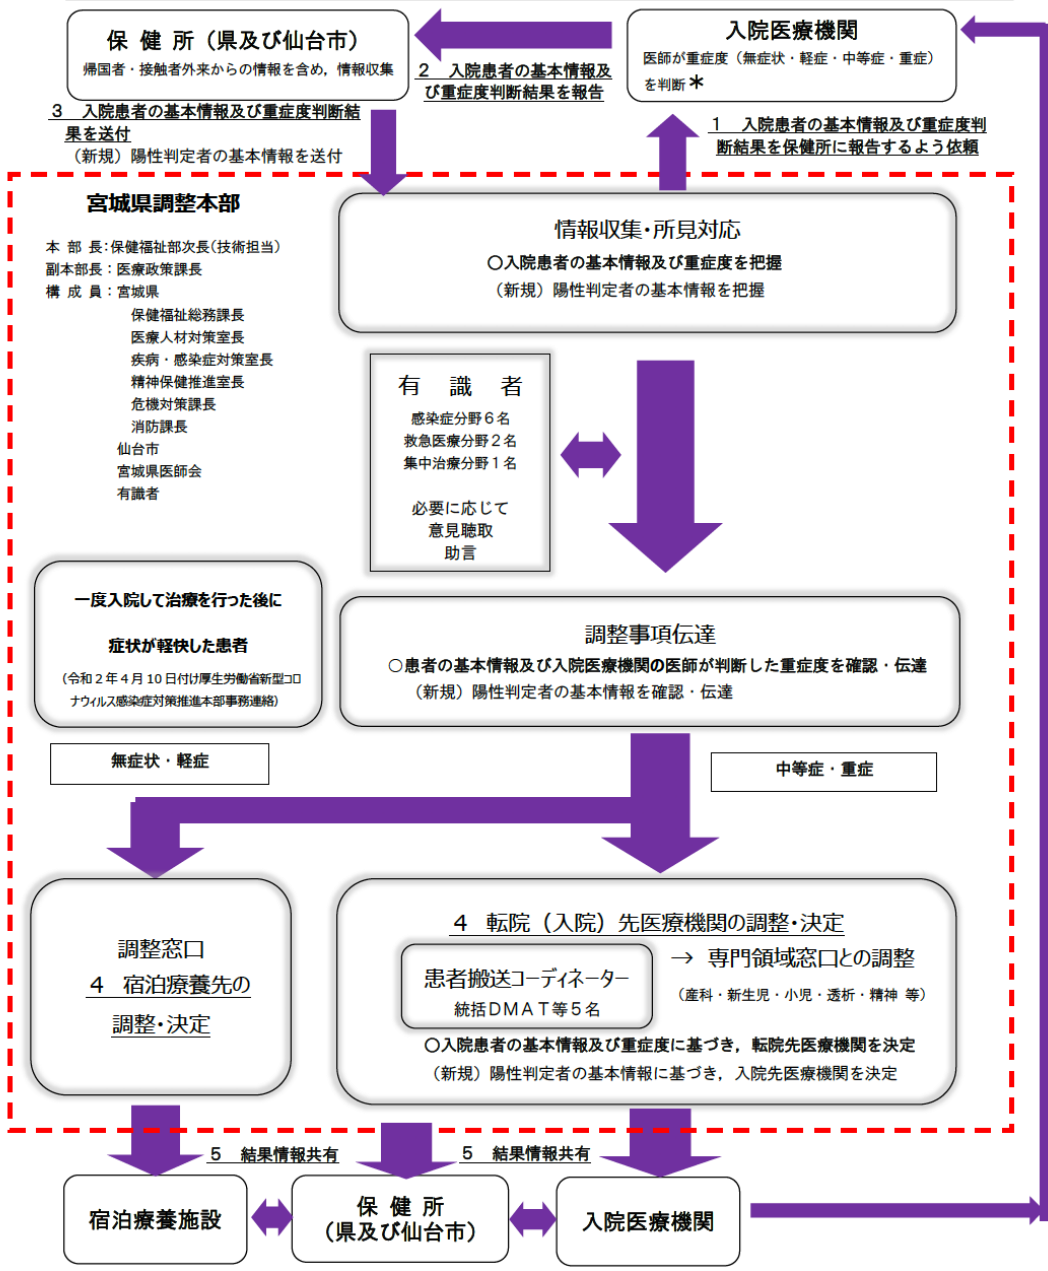 保 健 所（県及び仙台市）
帰国者・接触者外来からの情報を含め，情報収集
入院医療機関
医師が重症度（無症状・軽症・中等症・重症）
を判断＊
２　入院患者の基本情報及
び重症度判断結果を報告
３　入院患者の基本情報及び重症度判断結
果を送付
（新規）陽性判定者の基本情報を送付
１　入院患者の基本情報及び重症度判
断結果を保健所に報告するよう依頼
宮城県調整本部
本 部 長：保健福祉部次長（技術担当）
副本部長：医療政策課長
構 成 員：宮城県
保健福祉総務課長
医療人材対策室長
疾病・感染症対策室長
精神保健推進室長
危機対策課長
消防課長
仙台市
宮城県医師会
有識者
情報収集・所見対応
○入院患者の基本情報及び重症度を把握
（新規）陽性判定者の基本情報を把握
有　識　者
感染症分野６名
救急医療分野２名
集中治療分野１名
必要に応じて
意見聴取
助言
一度入院して治療を行った後に
症状が軽快した患者
（令和２年４月１０日付け厚生労働省新型コロ
ナウィルス感染症対策推進本部事務連絡）
調整事項伝達
○患者の基本情報及び入院医療機関の医師が判断した重症度を確認・伝達
（新規）陽性判定者の基本情報を確認・伝達
無症状・軽症
中等症・重症
調整窓口
４　宿泊療養先の
調整・決定
４　転院（入院）先医療機関の調整・決定
患者搬送コーディネーター
統括ＤＭＡＴ等５名
→ 専門領域窓口との調整
（産科・新生児・小児・透析・精神 等）
○入院患者の基本情報及び重症度に基づき，転院先医療機関を決定
（新規）陽性判定者の基本情報に基づき，入院先医療機関を決定
５　結果情報共有
５　結果情報共有
宿泊療養施設
保 健 所
（県及び仙台市）
入院医療機関